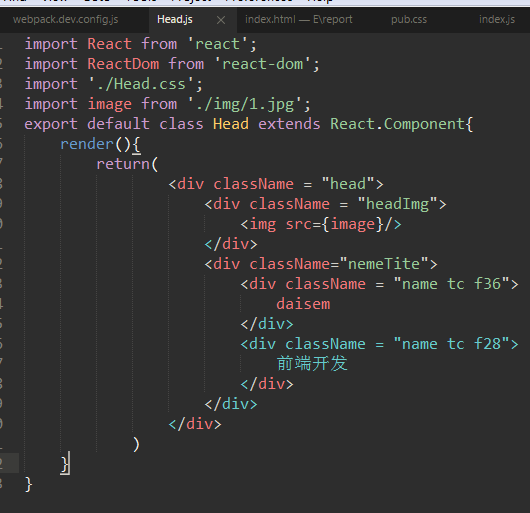 webpack.dev.config.js Head.js index.html — E\report pub.css index.js
import React from 'react';
import ReactDom from 'react-dom';
import './Head.css';
import image from './img/1.jpg';
export default class Head extends React.Component{
render(){
return(
<div className = "head">
<div className = "headImg">
<img src={image}/>
</div>
<div className="nemeTite">
<div className = "name tc f36">
daisem
</div>
<div className = "name tc f28">
前端开发
</div>
</div>
</div>
)
}
}